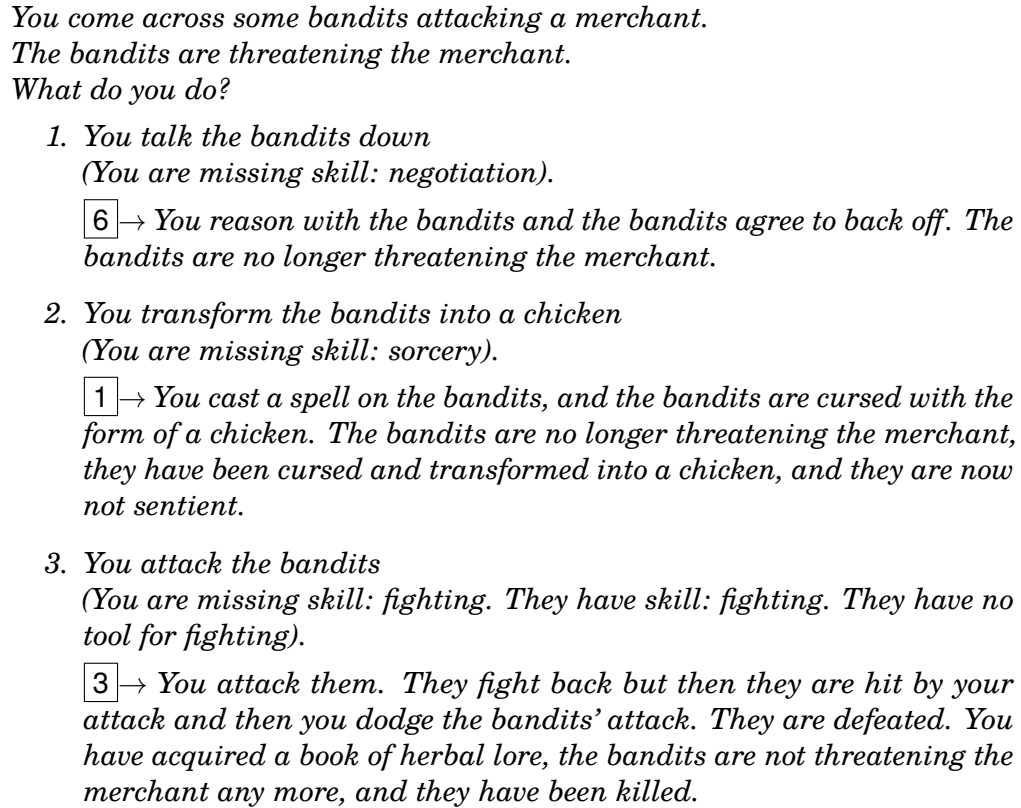 You come across some bandits attacking a merchant.
The bandits are threatening the merchant.
What do you do?
1. You talk the bandits down
(You are missing skill: negotiation).
6 → You reason with the bandits and the bandits agree to back off. The
bandits are no longer threatening the merchant.
2. You transform the bandits into a chicken
(You are missing skill: sorcery).
1 → You cast a spell on the bandits, and the bandits are cursed with the
form of a chicken. The bandits are no longer threatening the merchant,
they have been cursed and transformed into a chicken, and they are now
not sentient.
3. You attack the bandits
(You are missing skill: fighting. They have skill: fighting. They have no
tool for fighting).
3 → You attack them. They fight back but then they are hit by your
attack and then you dodge the bandits’ attack. They are defeated. You
have acquired a book of herbal lore, the bandits are not threatening the
merchant any more, and they have been killed.